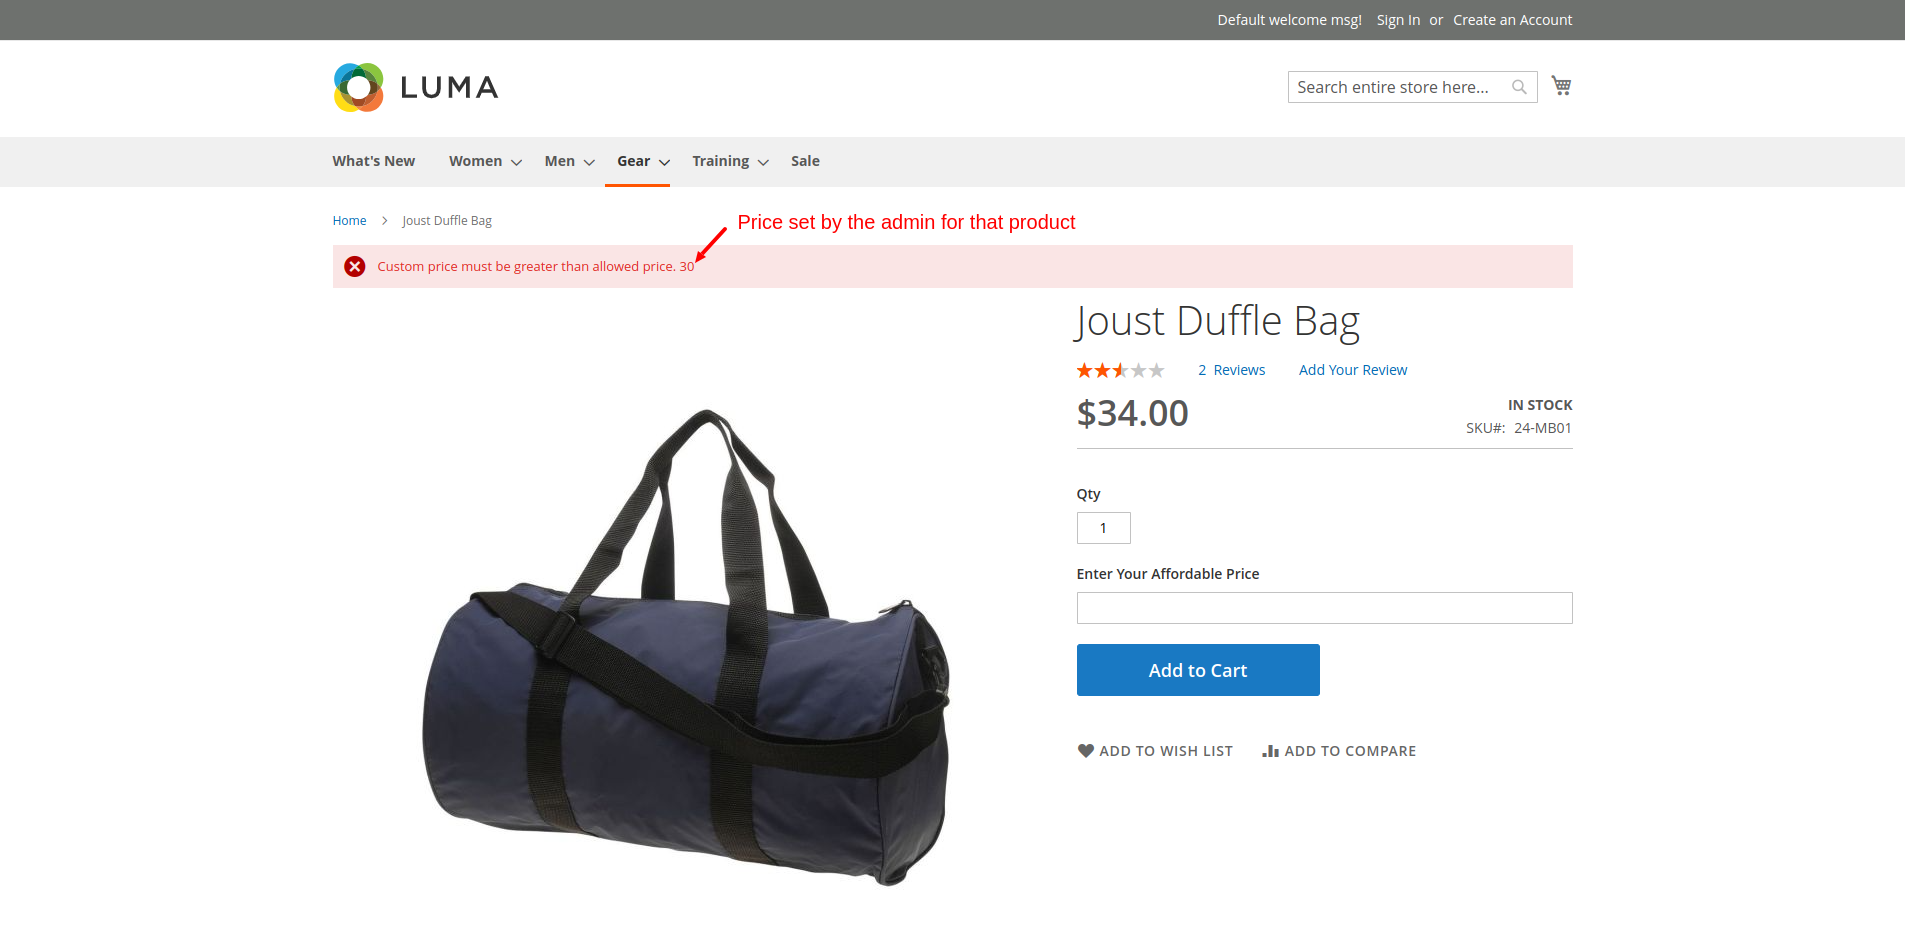 Default welcome msg! Sign In or Create an Account
LUMA
Search entire store here...
What's New Women Men Gear Training Sale
Home Joust Duffle Bag
Price set by the admin for that product
Custom price must be greater than allowed price. 30
Joust Duffle Bag
2 Reviews Add Your Review
$34.00
IN STOCK
SKU#: 24-MB01
Qty
1
Enter Your Affordable Price
Add to Cart
ADD TO WISH LIST ADD TO COMPARE